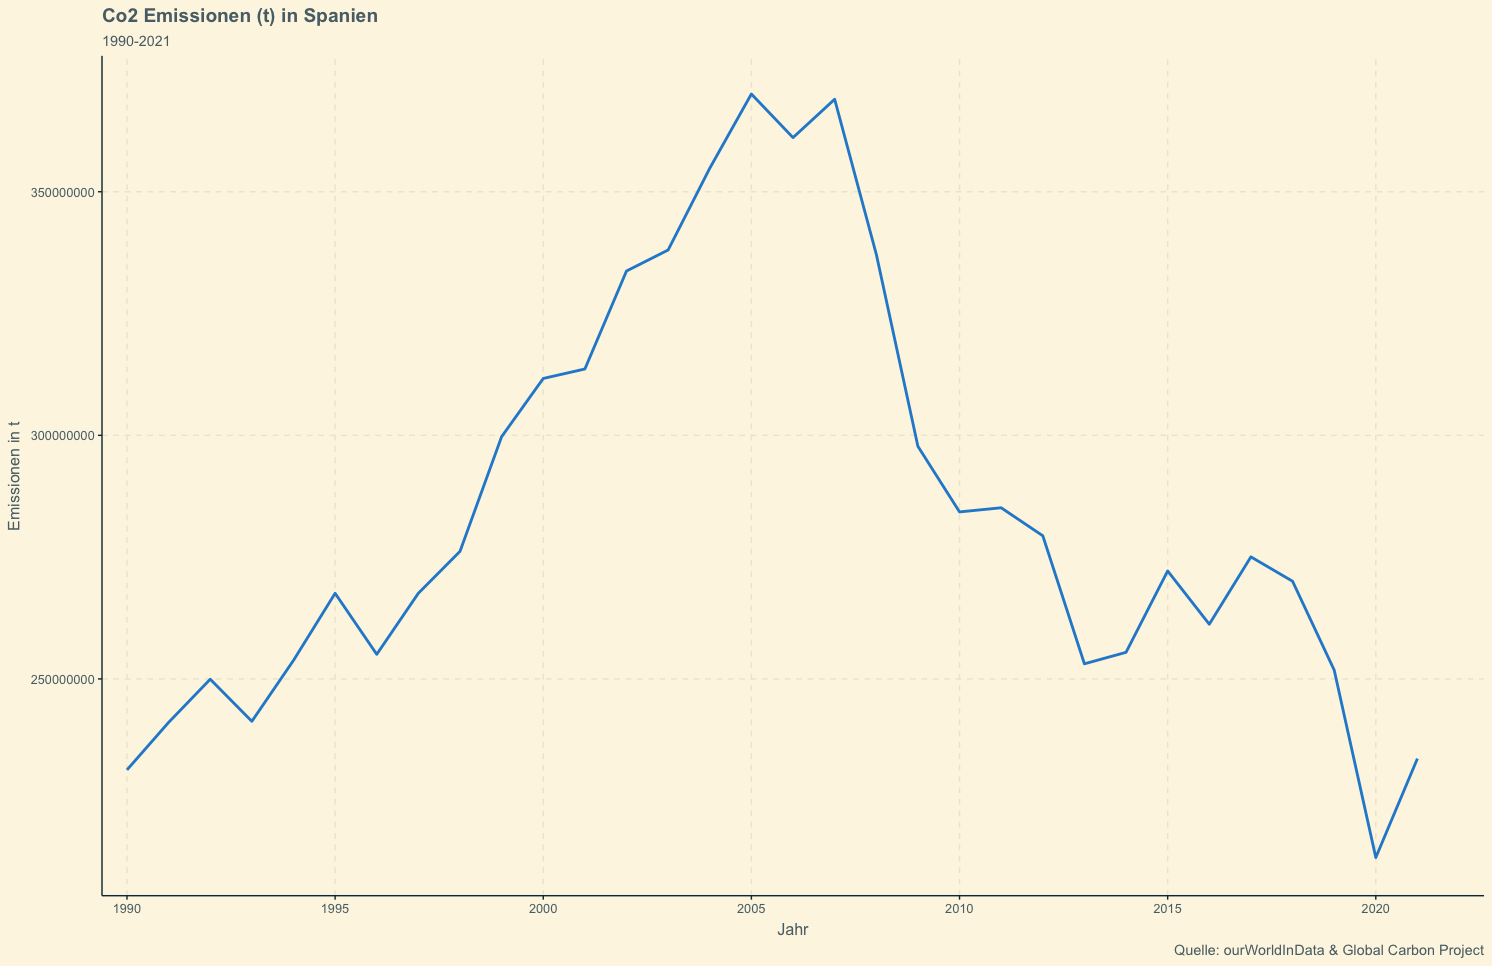 Co2 Emissionen (t) in Spanien
1990-2021
Emissionen in t
350000000
300000000
250000000
1990 1995 2000 2005 2010 2015 2020
Jahr
Quelle: ourWorldInData & Global Carbon Project